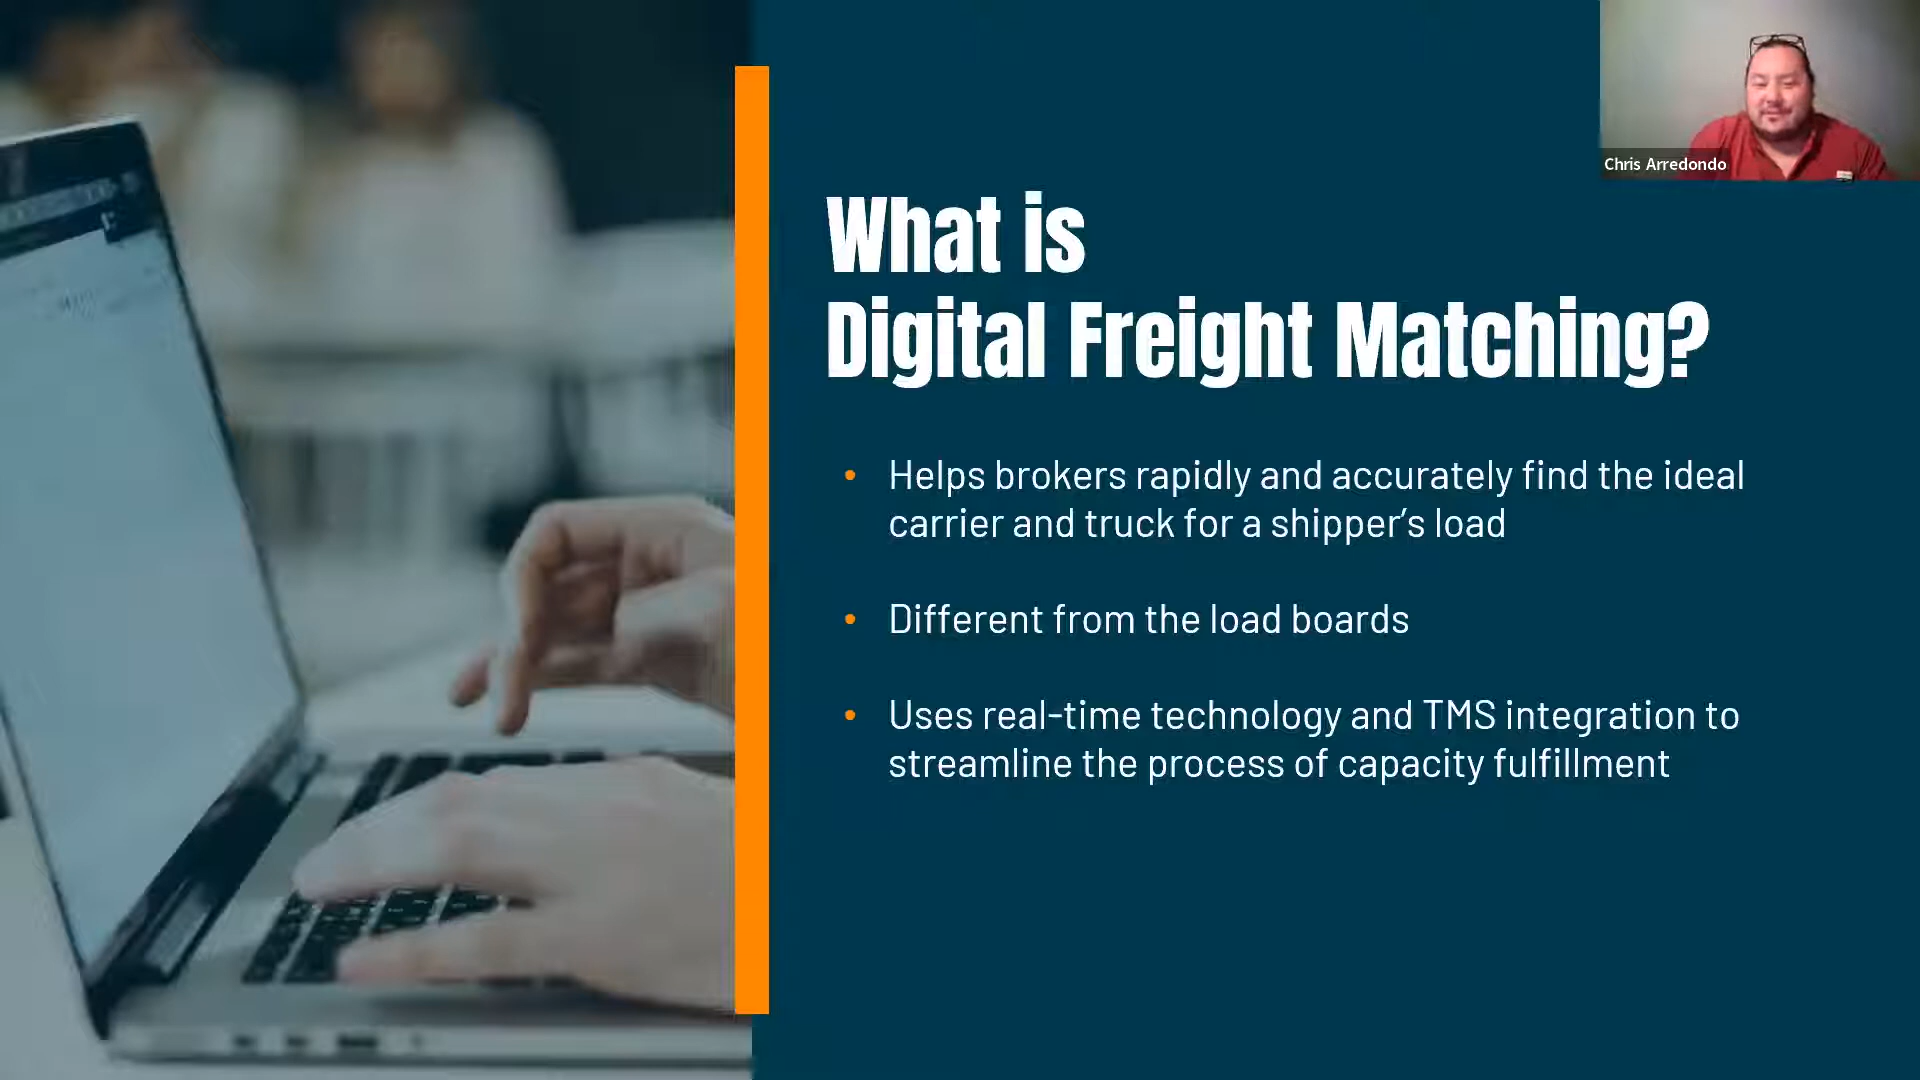 Chris Arredondo
What is
Digital Freight Matching?
• Helps brokers rapidly and accurately find the ideal
carrier and truck for a shipper’s load
• Different from the load boards
• Uses real-time technology and TMS integration to
streamline the process of capacity fulfillment